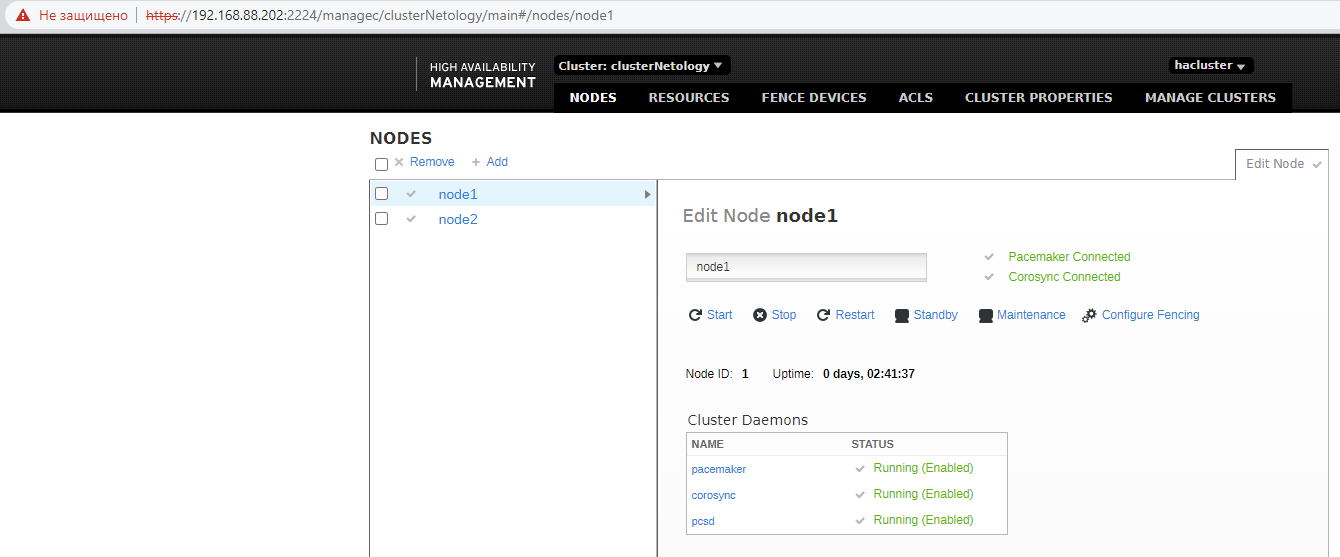 Не защищено https://192.168.88.202:2224/managec/clusterNetology/main#/nodes/node1
HIGH AVAILABILITY
MANAGEMENT
Cluster: clusterNetology
hacluster
NODES RESOURCES FENCE DEVICES ACLS CLUSTER PROPERTIES MANAGE CLUSTERS
NODES
Remove Add
Edit Node
node1
node2
Edit Node node1
node1
Pacemaker Connected
Corosync Connected
Start Stop Restart Standby Maintenance Configure Fencing
Node ID: 1 Uptime: 0 days, 02:41:37
Cluster Daemons
NAME STATUS
pacemaker Running (Enabled)
corosync Running (Enabled)
pcsd Running (Enabled)